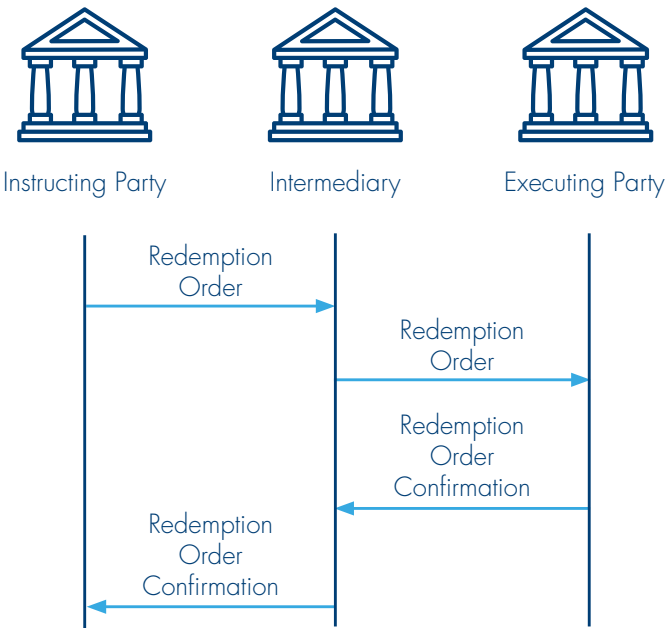 Instructing Party
Intermediary
Executing Party
Redemption
Order
Redemption
Order
Redemption
Order
Confirmation
Redemption
Order
Confirmation